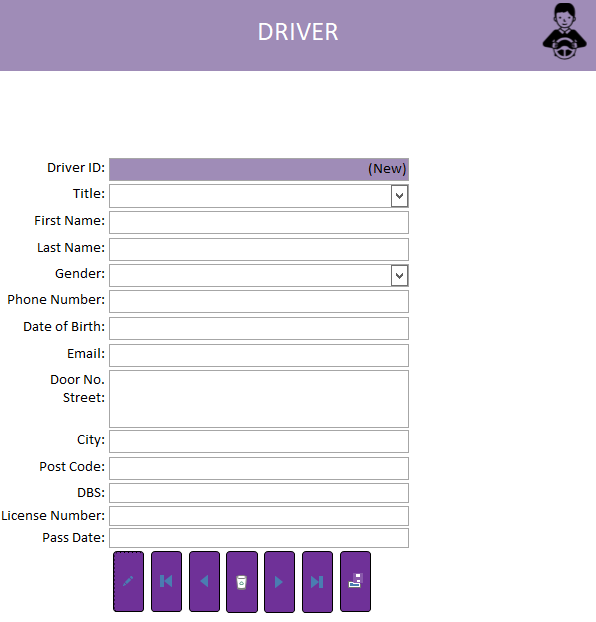 DRIVER
Driver ID: (New)
Title:
First Name:
Last Name:
Gender:
Phone Number:
Date of Birth:
Email:
Door No.
Street:
City:
Post Code:
DBS:
License Number:
Pass Date: